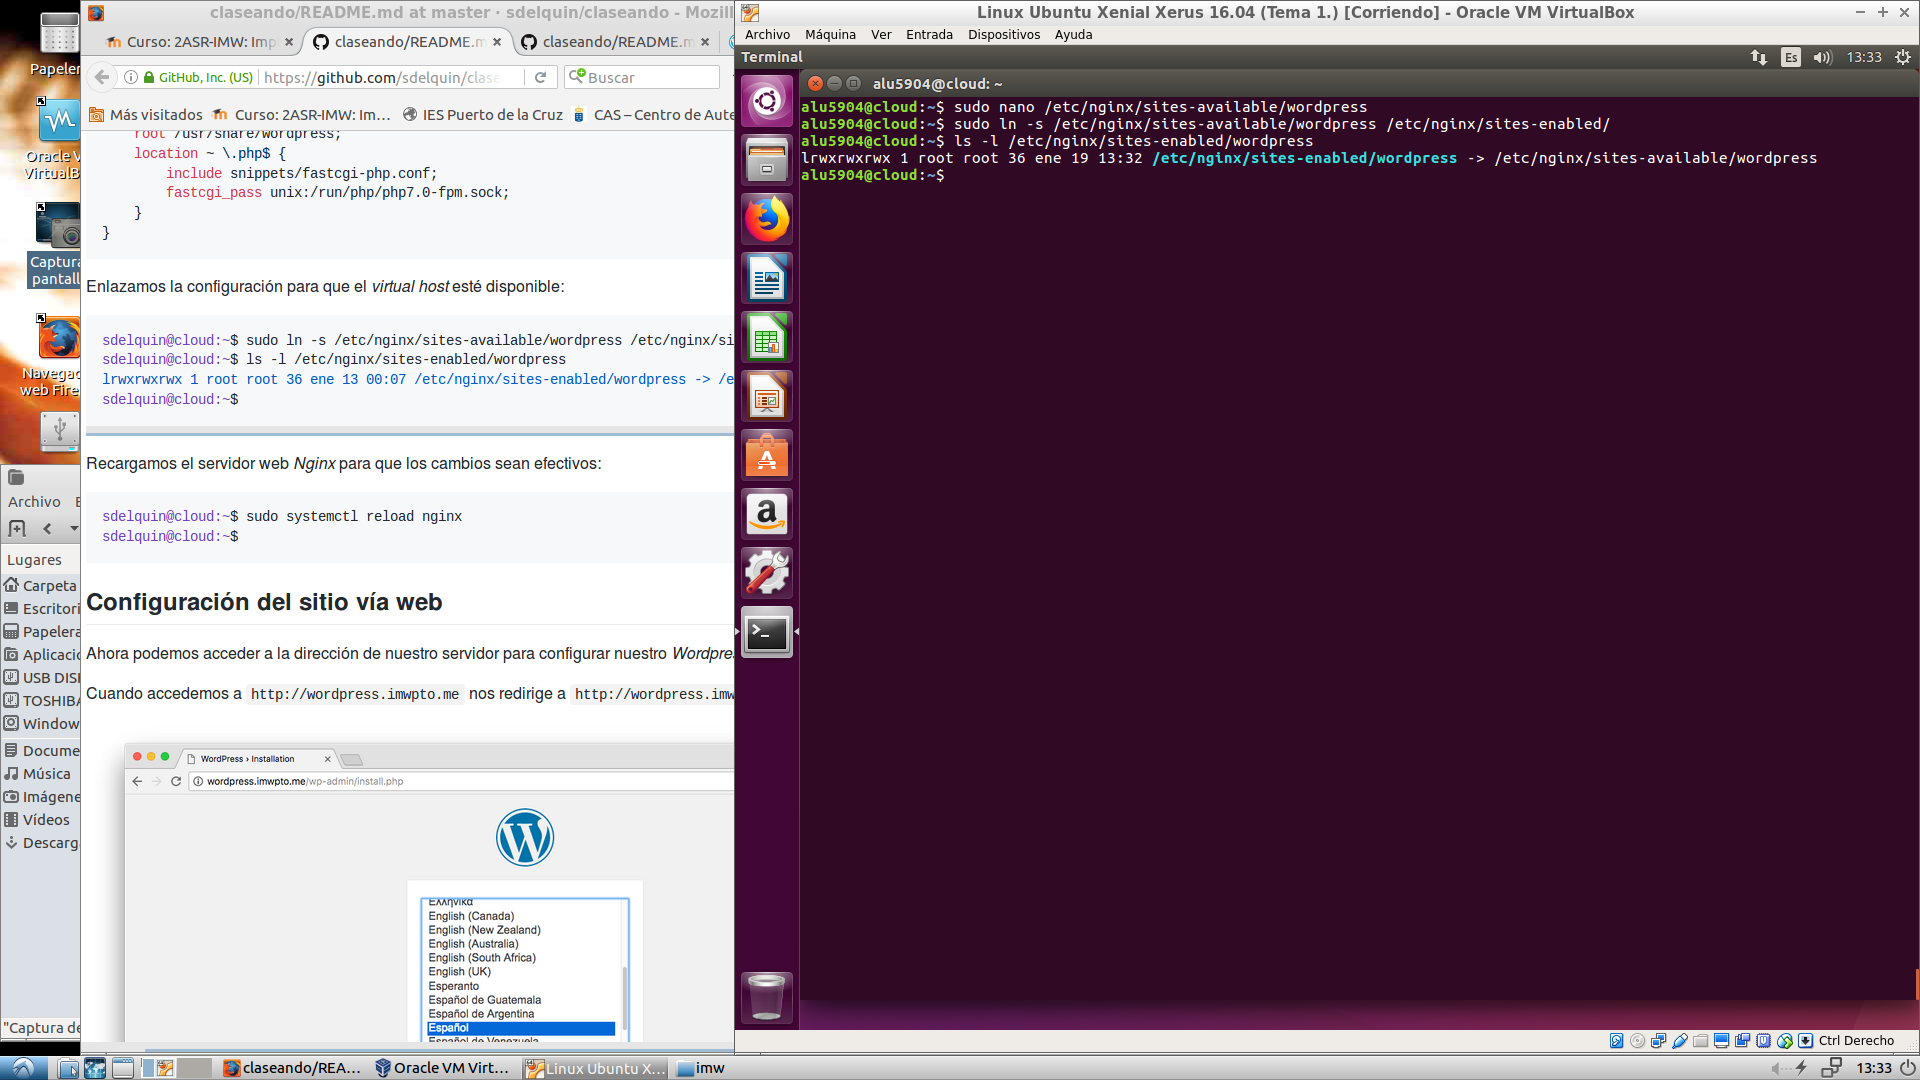 Papeler
Oracle V
VirtualB
Captura
pantall
Navegac
web Fire
Archivo E
Lugares
Carpeta
Escritori
Papelera
Aplicacio
USB DIS
TOSHIBA
Window
Docume
Música
Imágene
Vídeos
Descarg
"Captura de
claseando/README.md at master · sdelquin/claseando - Mozill
Curso: 2ASR-IMW: Imp
claseando/README.m
claseando/README.m
GitHub, Inc. (US) https://github.com/sdelquin/clase
Buscar
Más visitados Curso: 2ASR-IMW: Im... IES Puerto de la Cruz CAS – Centro de Aute
root /usr/share/wordpress;
location ~ \.php$ {
include snippets/fastcgi-php.conf;
fastcgi_pass unix:/run/php/php7.0-fpm.sock;
}
}
Enlazamos la configuración para que el virtual host esté disponible:
sdelquin@cloud:~$ sudo ln -s /etc/nginx/sites-available/wordpress /etc/nginx/si
sdelquin@cloud:~$ ls -l /etc/nginx/sites-enabled/wordpress
lrwxrwxrwx 1 root root 36 ene 13 00:07 /etc/nginx/sites-enabled/wordpress -> /e
sdelquin@cloud:~$
Recargamos el servidor web Nginx para que los cambios sean efectivos:
sdelquin@cloud:~$ sudo systemctl reload nginx
sdelquin@cloud:~$
Configuración del sitio vía web
Ahora podemos acceder a la dirección de nuestro servidor para configurar nuestro Wordpre
Cuando accedemos a http://wordpress.imwpto.me nos redirige a http://wordpress.imw
WordPress › Installation
wordpress.imwpto.me/wp-admin/install.php
Ελληνικά
English (Canada)
English (New Zealand)
English (Australia)
English (South Africa)
English (UK)
Esperanto
Español de Guatemala
Español de Argentina
Español
Español de Venezuela
Linux Ubuntu Xenial Xerus 16.04 (Tema 1.) [Corriendo] - Oracle VM VirtualBox
Archivo Máquina Ver Entrada Dispositivos Ayuda
Terminal Es 13:33
alu5904@cloud: ~
alu5904@cloud:~$ sudo nano /etc/nginx/sites-available/wordpress
alu5904@cloud:~$ sudo ln -s /etc/nginx/sites-available/wordpress /etc/nginx/sites-enabled/
alu5904@cloud:~$ ls -l /etc/nginx/sites-enabled/wordpress
lrwxrwxrwx 1 root root 36 ene 19 13:32 /etc/nginx/sites-enabled/wordpress -> /etc/nginx/sites-available/wordpress
alu5904@cloud:~$
Ctrl Derecho
claseando/REA... Oracle VM Virt... Linux Ubuntu X... imw 13:33